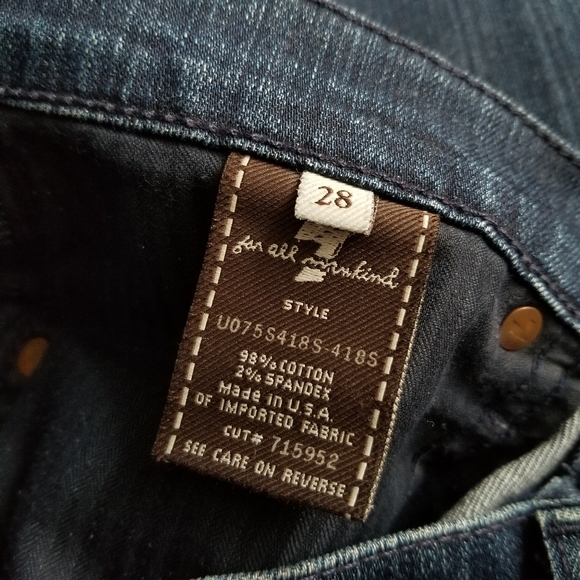 28
7
for all mankind
STYLE
U075S418S-418S
98% COTTON
2% SPANDEX
Made in U.S.A
OF IMPORTED FABRIC
CUT# 715952
SEE CARE ON REVERSE